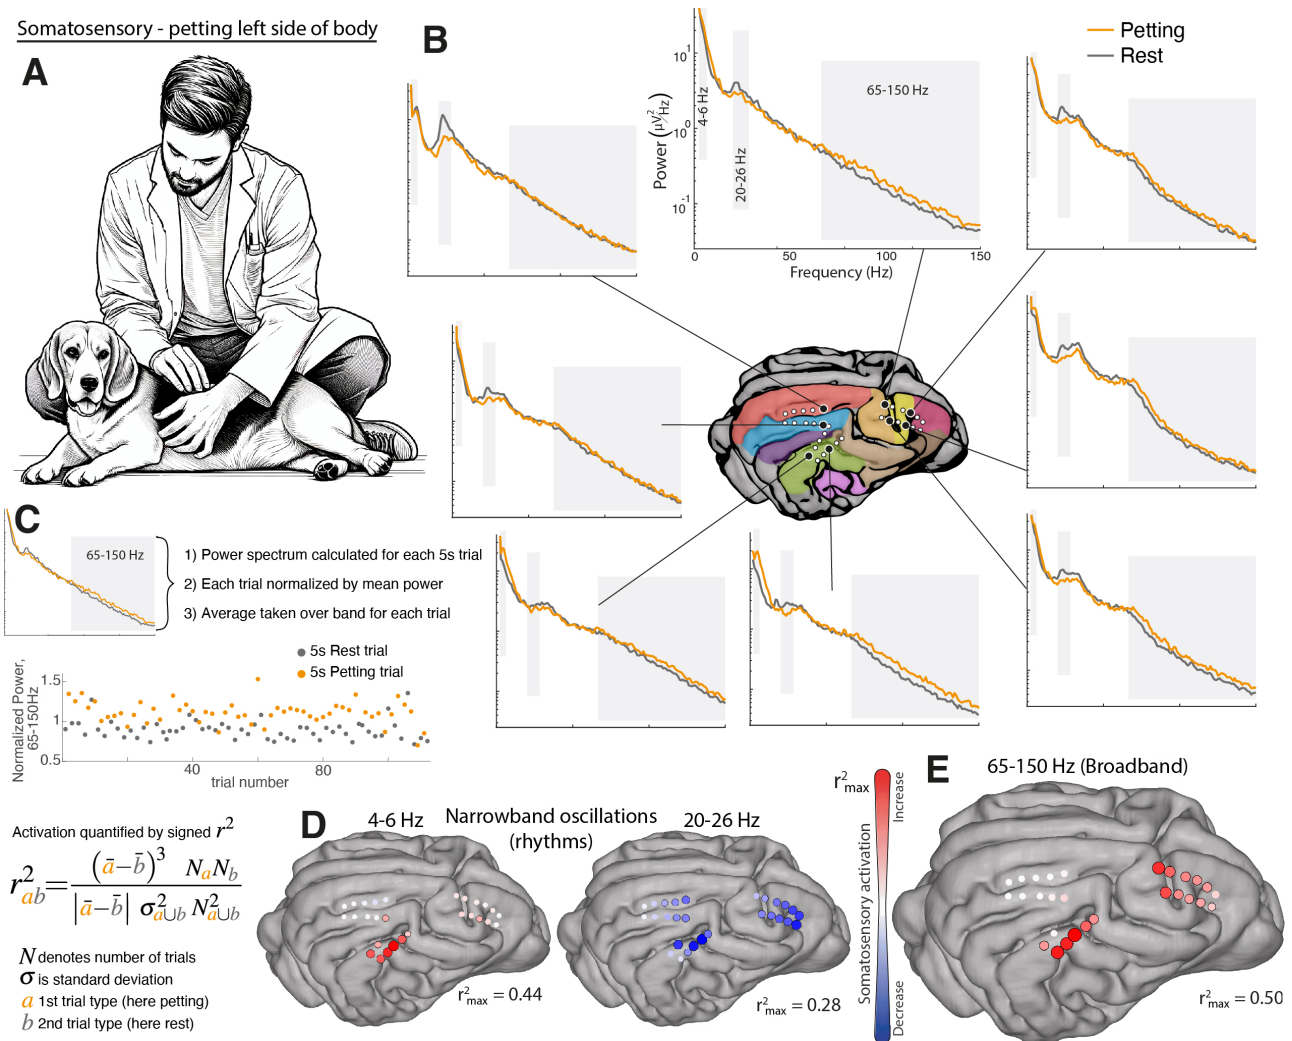 Somatosensory - petting left side of body
A
B
Petting
Rest
Power (μV²/Hz)
10¹
10⁰
10⁻¹
4-6 Hz
20-26 Hz
65-150 Hz
0
50
100
150
Frequency (Hz)
C
65-150 Hz
1) Power spectrum calculated for each 5s trial
2) Each trial normalized by mean power
3) Average taken over band for each trial
5s Rest trial
5s Petting trial
Normalized Power,
65-150Hz
1.5
1
0.5
40
80
trial number
Activation quantified by signed r²
r²ab = (ā–b̄)³ NaNb / |ā–b̄| σ²a∪b N²a∪b
N denotes number of trials
σ is standard deviation
a 1st trial type (here petting)
b 2nd trial type (here rest)
D
Narrowband oscillations
(rhythms)
4-6 Hz
20-26 Hz
r²max = 0.44
r²max = 0.28
r²max
Increase
Somatosensory activation
Decrease
E
65-150 Hz (Broadband)
r²max = 0.50